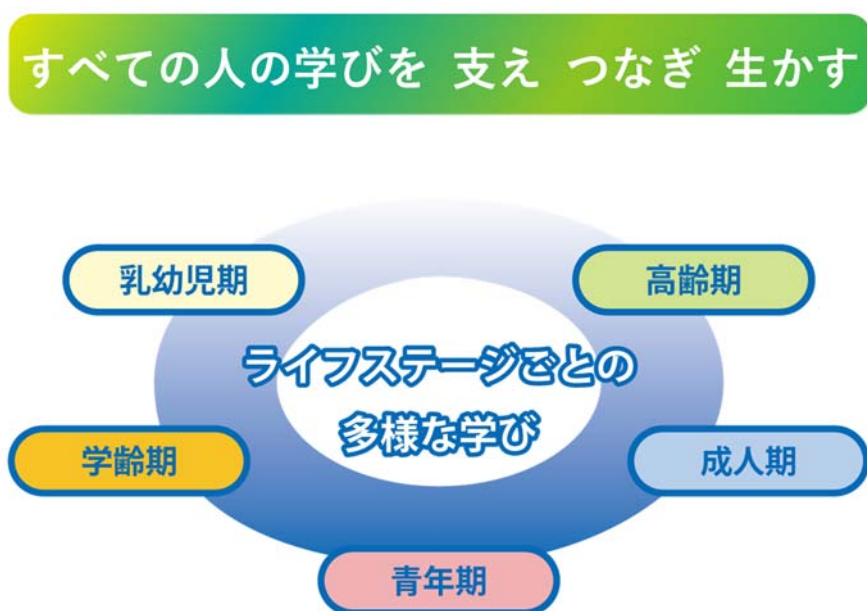 すべての人の学びを 支え つなぎ 生かす
乳幼児期
高齢期
ライフステージごとの
多様な学び
学齢期
成人期
青年期